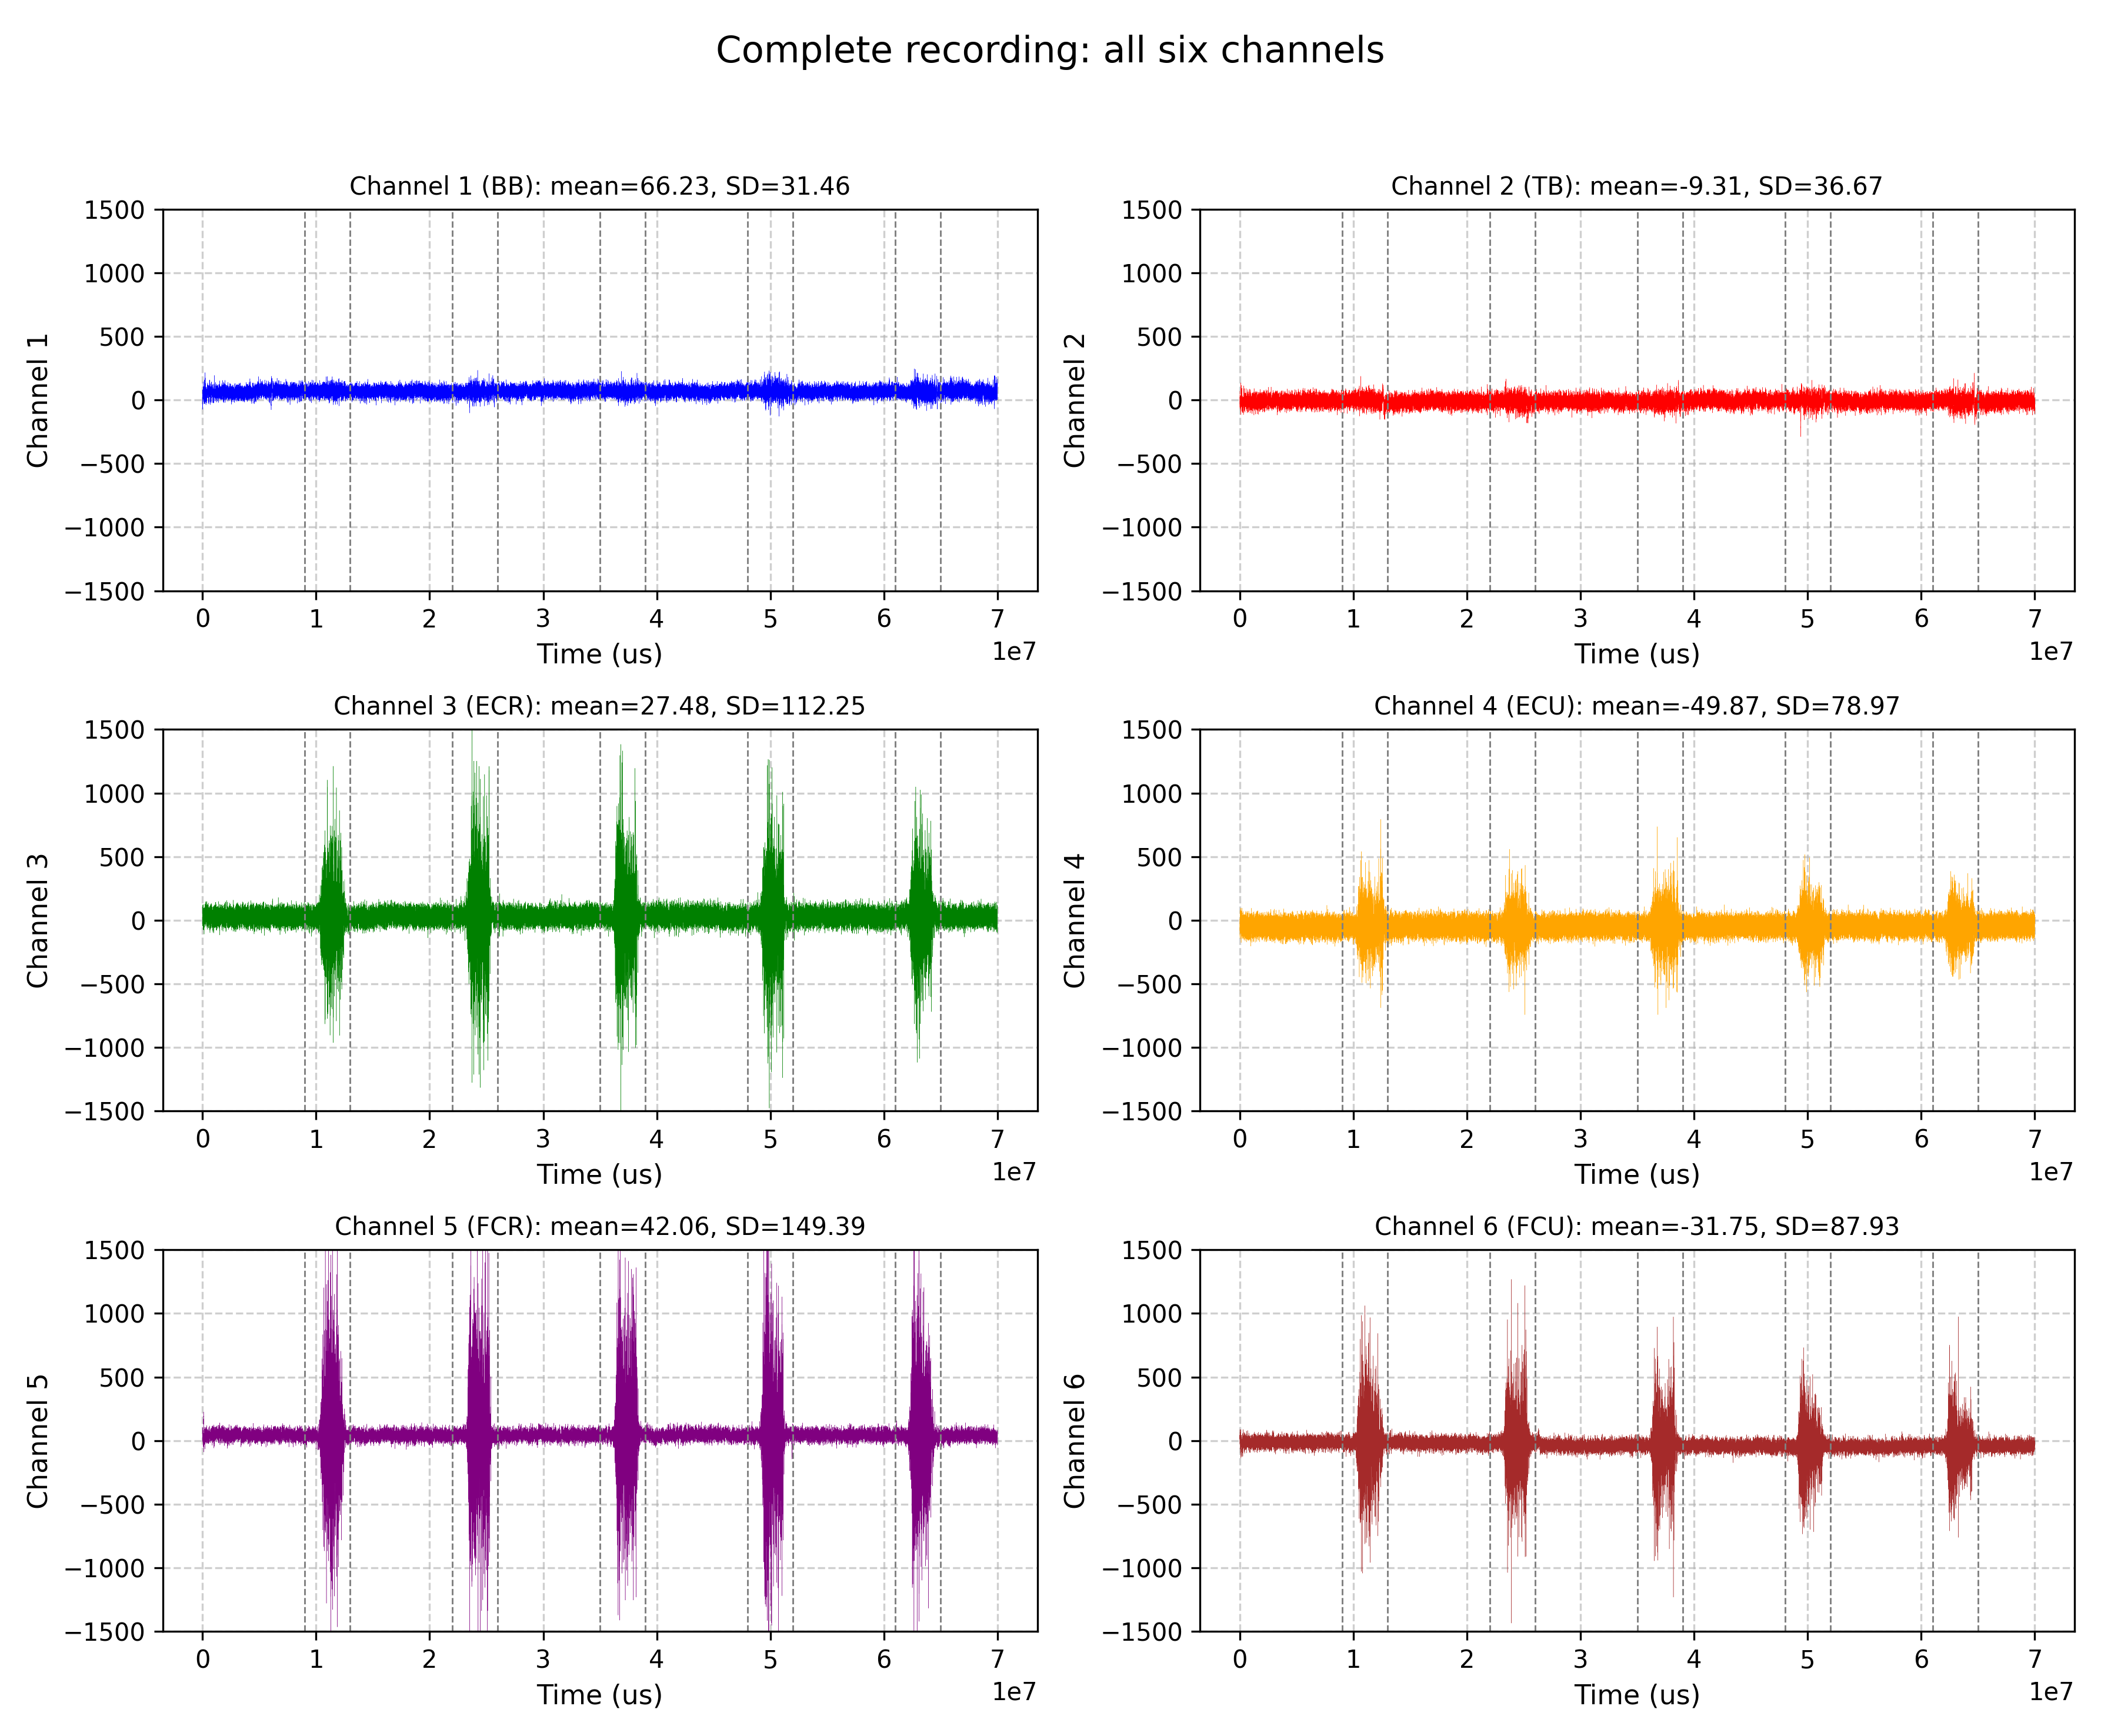 Complete recording: all six channels
Channel 1 (BB): mean=66.23, SD=31.46
1500
1000
500
0
−500
−1000
−1500
Channel 1
0 1 2 3 4 5 6 7
1e7
Time (us)
Channel 2 (TB): mean=-9.31, SD=36.67
1500
1000
500
0
−500
−1000
−1500
Channel 2
0 1 2 3 4 5 6 7
1e7
Time (us)
Channel 3 (ECR): mean=27.48, SD=112.25
1500
1000
500
0
−500
−1000
−1500
Channel 3
0 1 2 3 4 5 6 7
1e7
Time (us)
Channel 4 (ECU): mean=-49.87, SD=78.97
1500
1000
500
0
−500
−1000
−1500
Channel 4
0 1 2 3 4 5 6 7
1e7
Time (us)
Channel 5 (FCR): mean=42.06, SD=149.39
1500
1000
500
0
−500
−1000
−1500
Channel 5
0 1 2 3 4 5 6 7
1e7
Time (us)
Channel 6 (FCU): mean=-31.75, SD=87.93
1500
1000
500
0
−500
−1000
−1500
Channel 6
0 1 2 3 4 5 6 7
1e7
Time (us)